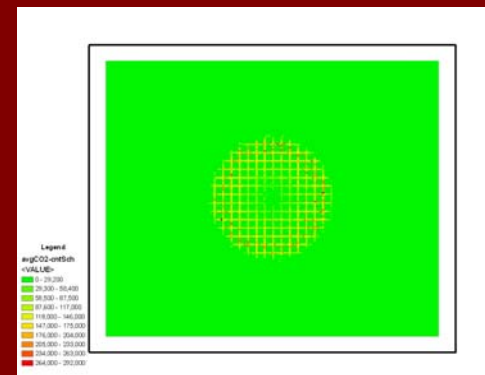 Legend
avgCO2-cntSch
<VALUE>
0 - 29,200
29,300 - 58,400
58,500 - 87,500
87,600 - 117,000
118,000 - 146,000
147,000 - 175,000
176,000 - 204,000
205,000 - 233,000
234,000 - 263,000
264,000 - 292,000